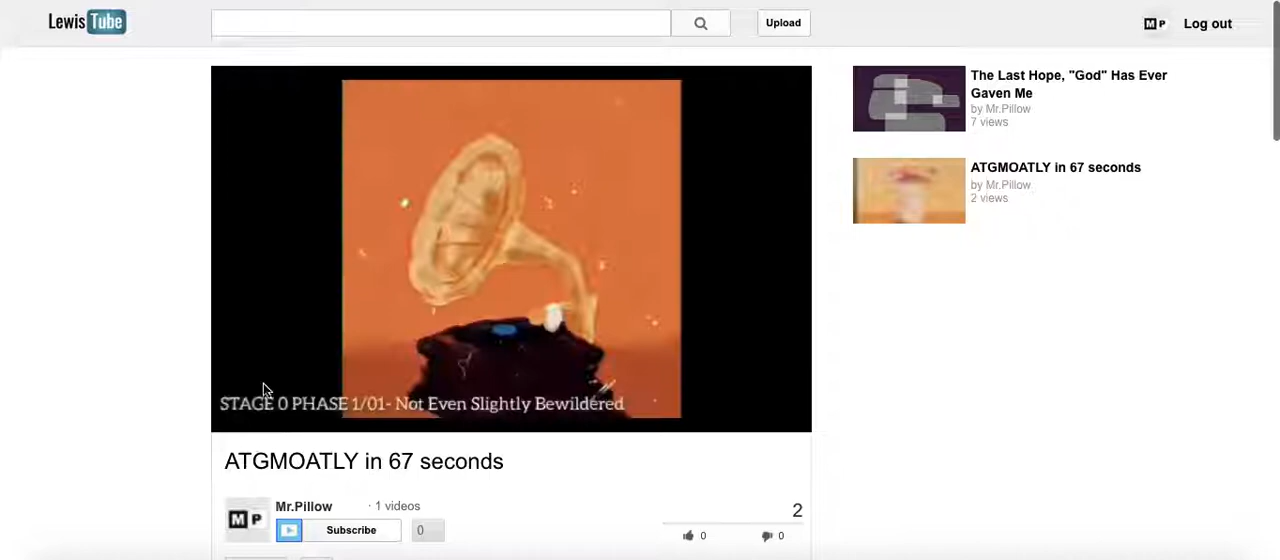 Lewis Tube
Upload
M P
Log out
STAGE 0 PHASE 1/01- Not Even Slightly Bewildered
ATGMOATLY in 67 seconds
M P
Mr.Pillow · 1 videos
Subscribe
0
2
0
0
The Last Hope, "God" Has Ever
Gaven Me
by Mr.Pillow
7 views
ATGMOATLY in 67 seconds
by Mr.Pillow
2 views